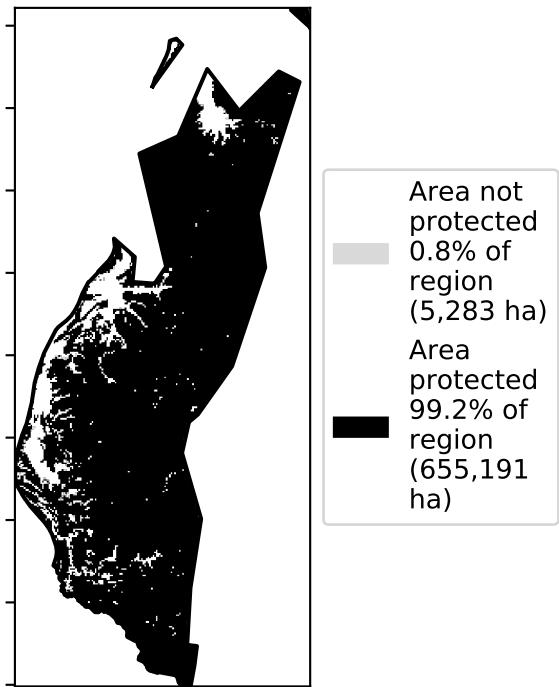 Area not
protected
0.8% of
region
(5,283 ha)
Area
protected
99.2% of
region
(655,191
ha)